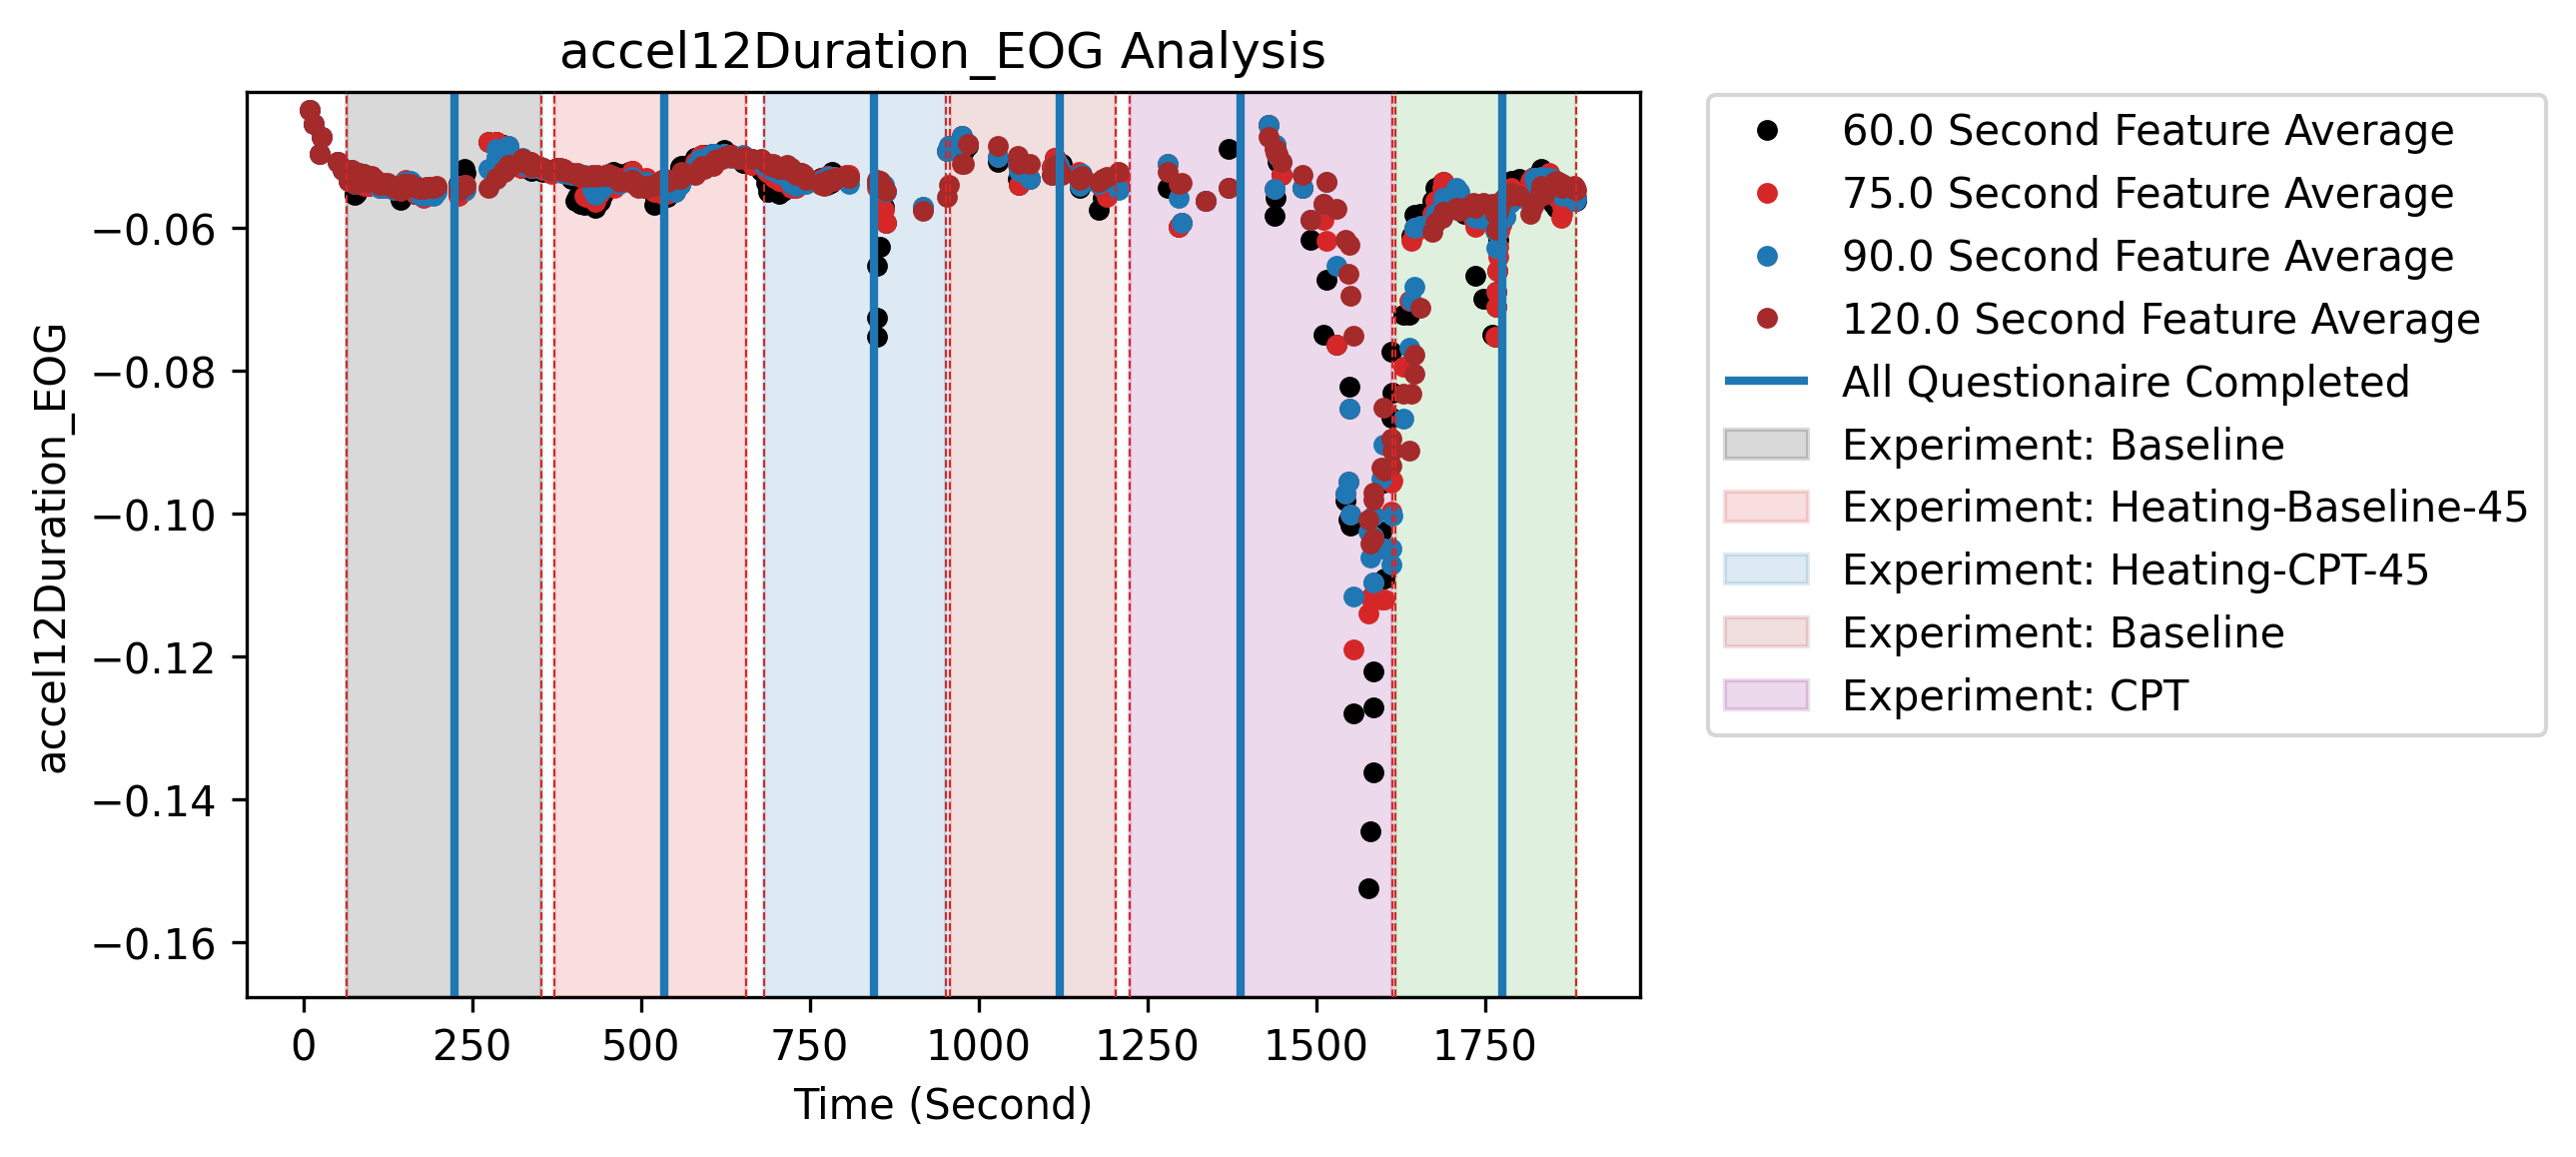 accel12Duration_EOG Analysis
accel12Duration_EOG
−0.06
−0.08
−0.10
−0.12
−0.14
−0.16
0
250
500
750
1000
1250
1500
1750
Time (Second)
60.0 Second Feature Average
75.0 Second Feature Average
90.0 Second Feature Average
120.0 Second Feature Average
All Questionaire Completed
Experiment: Baseline
Experiment: Heating-Baseline-45
Experiment: Heating-CPT-45
Experiment: Baseline
Experiment: CPT